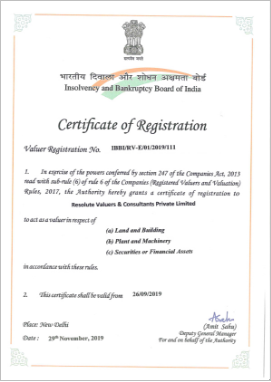 भारतीय दिवाला और शोधन अक्षमता बोर्ड
Insolvency and Bankruptcy Board of India
Certificate of Registration
Valuer Registration No. IBBI/RV-E/01/2019/111
1. In exercise of the powers conferred by section 247 of the Companies Act, 2013
read with sub-rule (6) of rule 6 of the Companies (Registered Valuers and Valuation)
Rules, 2017, the Authority hereby grants a certificate of registration to
Resolute Valuers & Consultants Private Limited
to act as a valuer in respect of
(a) Land and Building
(b) Plant and Machinery
(c) Securities or Financial Assets
in accordance with these rules.
2. This certificate shall be valid from 26/09/2019
Place: New Delhi
(Amit Sahu)
Deputy General Manager
Date : 29th November, 2019
For and on behalf of the Authority